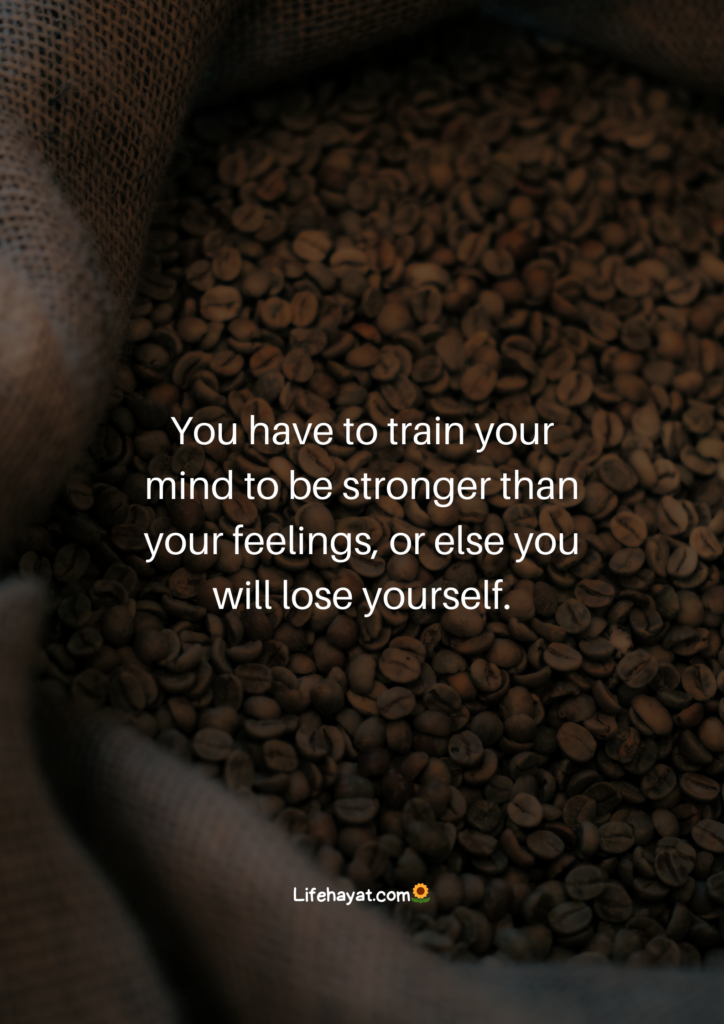 You have to train your
mind to be stronger than
your feelings, or else you
will lose yourself.
Lifehayat.com🌻